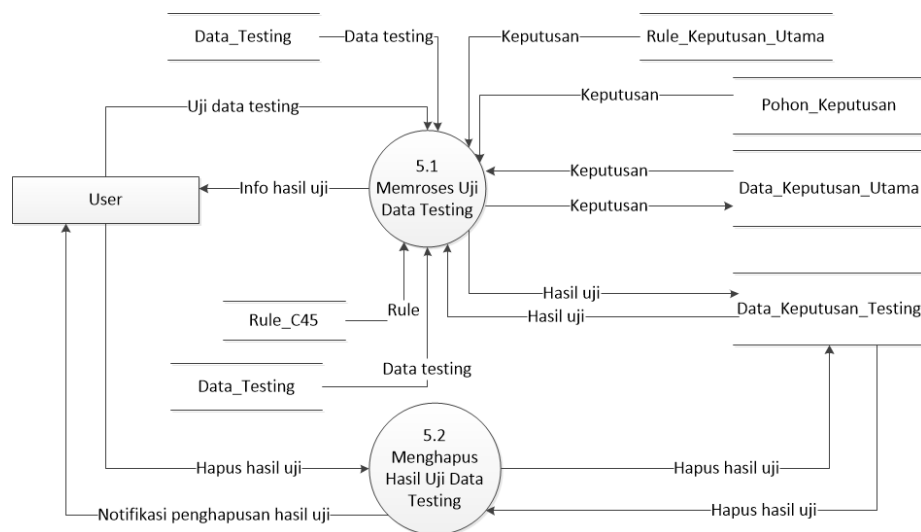 Data_Testing
Data testing
Keputusan
Rule_Keputusan_Utama
Keputusan
Pohon_Keputusan
Uji data testing
5.1
Memroses Uji
Data Testing
Keputusan
Data_Keputusan_Utama
Keputusan
User
Info hasil uji
Hasil uji
Hasil uji
Data_Keputusan_Testing
Rule_C45
Rule
Data_Testing
Data testing
5.2
Menghapus
Hasil Uji Data
Testing
Hapus hasil uji
Hapus hasil uji
Hapus hasil uji
Notifikasi penghapusan hasil uji